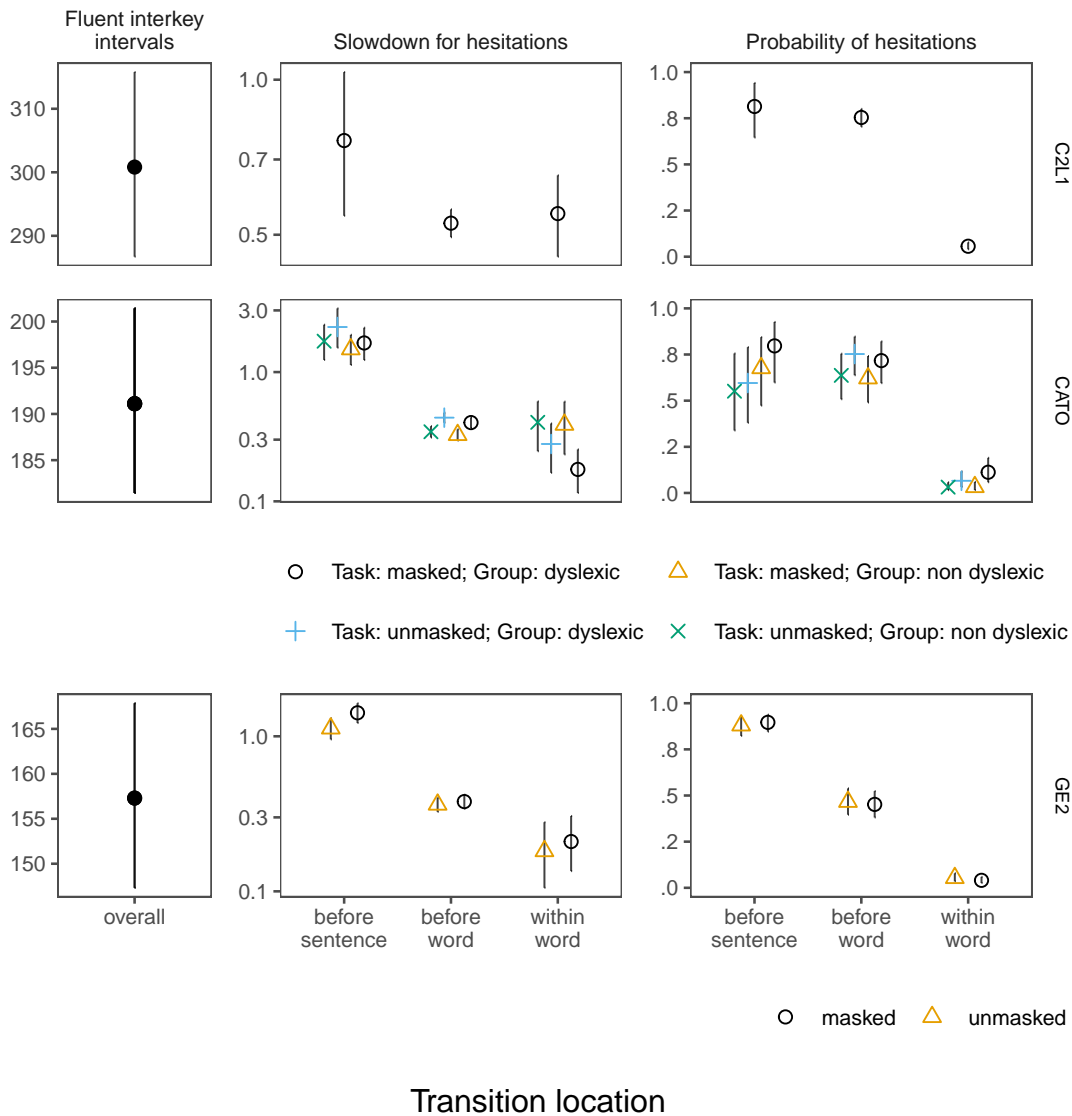 Fluent interkey
intervals
Slowdown for hesitations
Probability of hesitations
310
300
290
1.0
0.7
0.5
1.0
.8
.5
.2
.0
C2L1
200
195
190
185
3.0
1.0
0.3
0.1
1.0
.8
.5
.2
.0
CATO
Task: masked; Group: dyslexic
Task: masked; Group: non dyslexic
Task: unmasked; Group: dyslexic
Task: unmasked; Group: non dyslexic
165
160
155
150
1.0
0.3
0.1
1.0
.8
.5
.2
.0
GE2
overall
before
sentence
before
word
within
word
before
sentence
before
word
within
word
masked
unmasked
Transition location